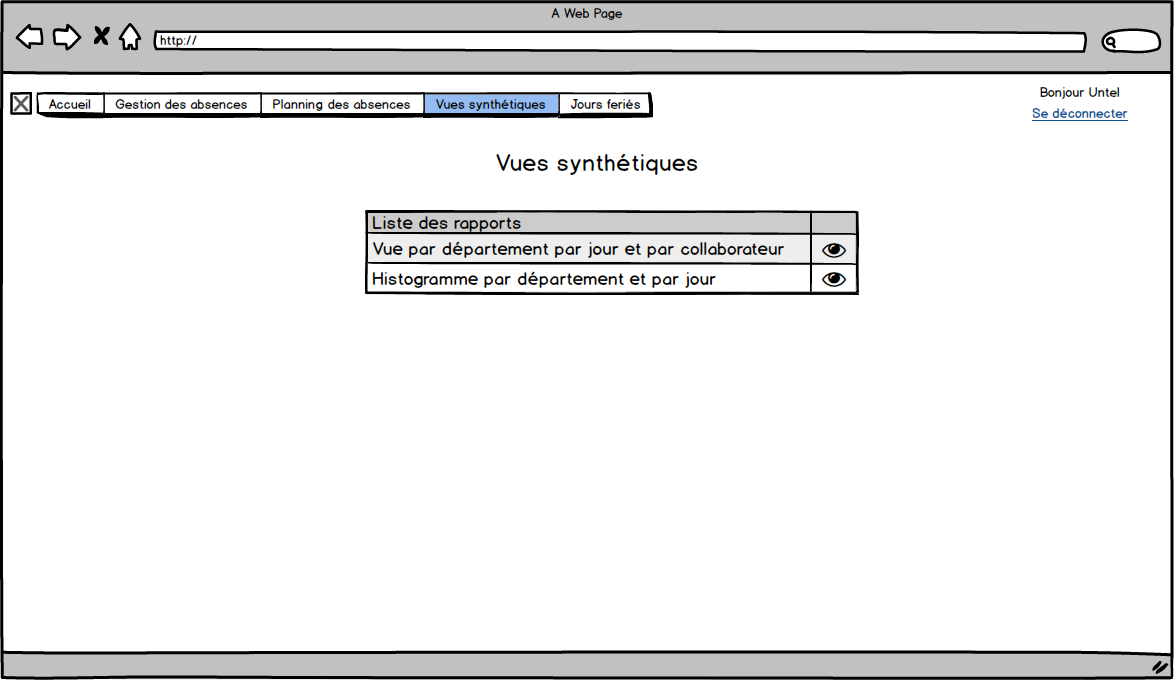 A Web Page
http://
Accueil Gestion des absences Planning des absences Vues synthétiques Jours feriés
Bonjour Untel
Se déconnecter
Vues synthétiques
Liste des rapports
Vue par département par jour et par collaborateur
Histogramme par département et par jour